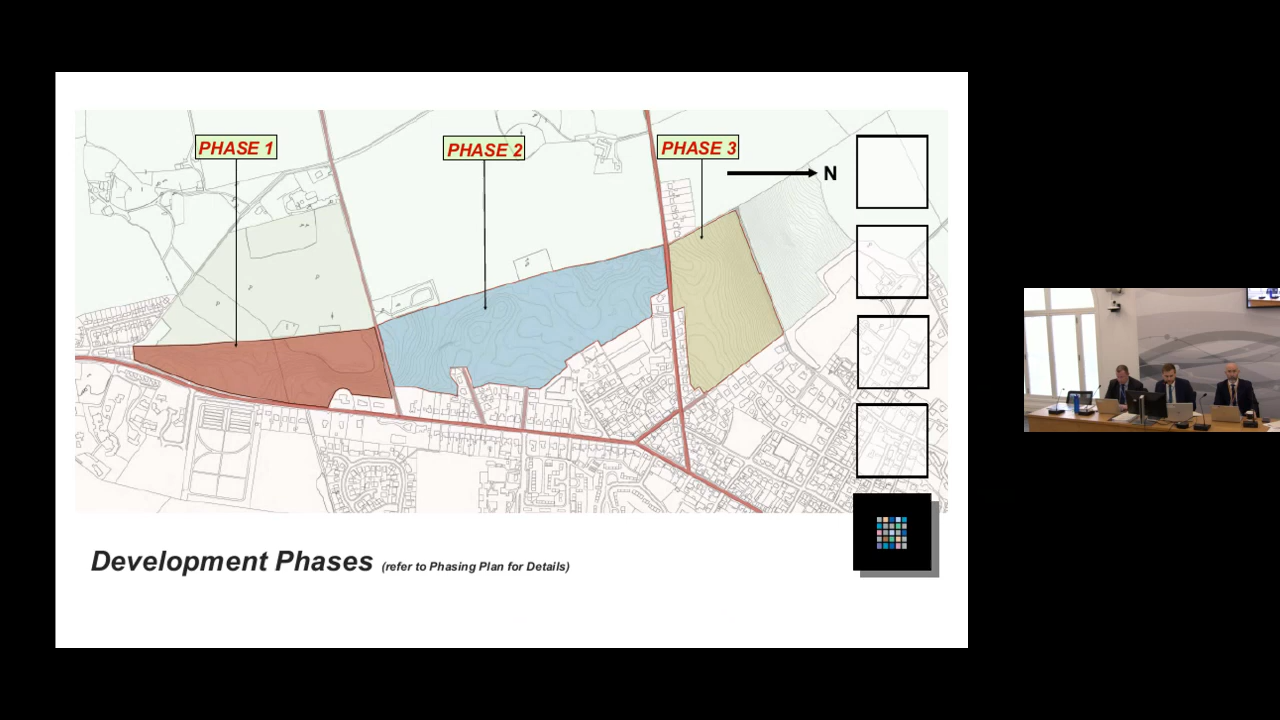 PHASE 1
PHASE 2
PHASE 3
N
Development Phases (refer to Phasing Plan for Details)